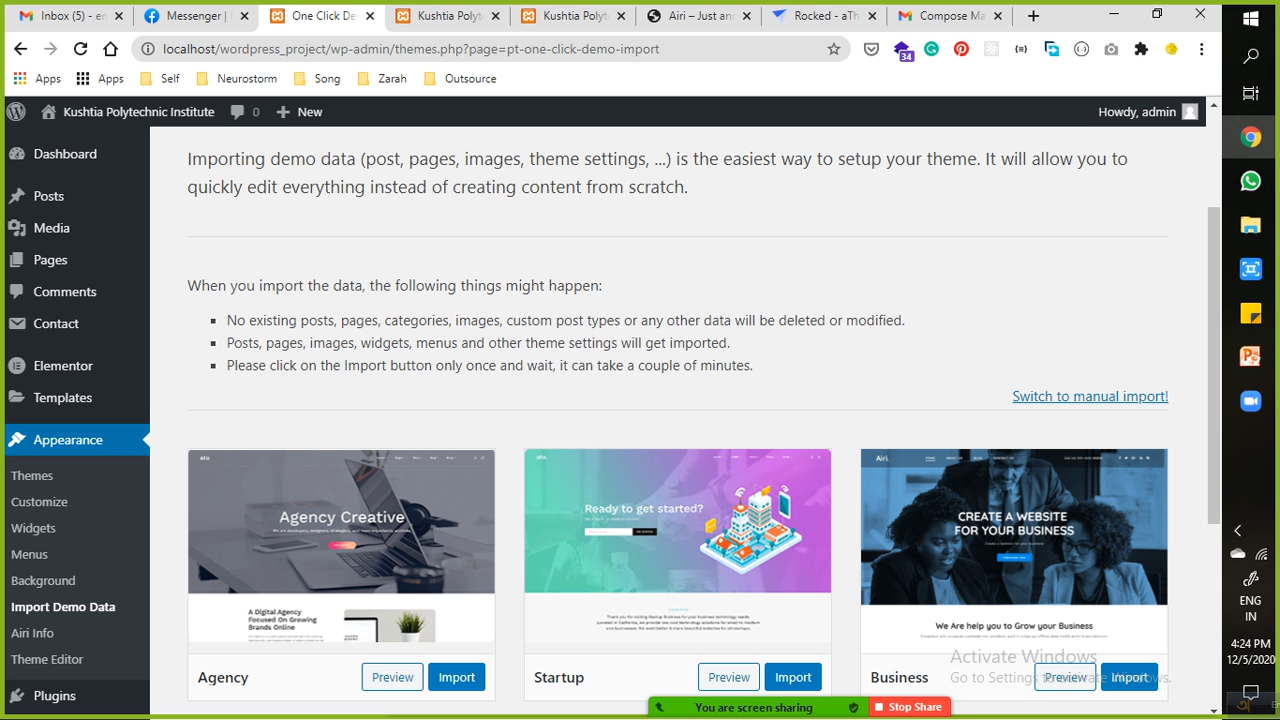 Inbox (5) - en
Messenger |
One Click De
Kushtia Polyt
Kushtia Polyt
Airi – Just an
Rocked - aTh
Compose Ma
localhost/wordpress_project/wp-admin/themes.php?page=pt-one-click-demo-import
34
Apps
Apps
Self
Neurostorm
Song
Zarah
Outsource
Kushtia Polytechnic Institute
0
New
Howdy, admin
Dashboard
Posts
Media
Pages
Comments
Contact
Elementor
Templates
Appearance
Themes
Customize
Widgets
Menus
Background
Import Demo Data
Airi Info
Theme Editor
Plugins
Importing demo data (post, pages, images, theme settings, ...) is the easiest way to setup your theme. It will allow you to
quickly edit everything instead of creating content from scratch.
When you import the data, the following things might happen:
No existing posts, pages, categories, images, custom post types or any other data will be deleted or modified.
Posts, pages, images, widgets, menus and other theme settings will get imported.
Please click on the Import button only once and wait, it can take a couple of minutes.
Switch to manual import!
Agency Creative
A Digital Agency
Focused On Growing
Brands Online
Agency
Preview
Import
Ready to get started?
Startup
Preview
Import
Airi.
CREATE A WEBSITE
FOR YOUR BUSINESS
We Are Help you to Grow your Business
Business
Preview
Import
Activate Windows
Go to Settings to activate Windows.
You are screen sharing
Stop Share
ENG
IN
4:24 PM
12/5/2020